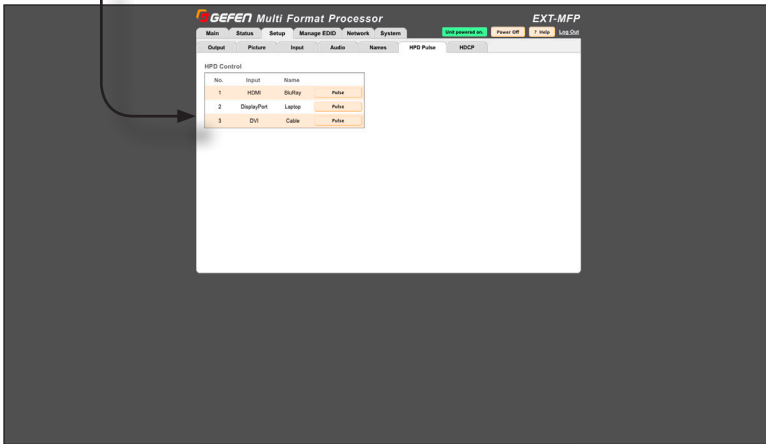 GEFEN Multi Format Processor EXT-MFP
Main Status Setup Manage EDID Network System Unit powered on. Power Off ? Help Log Out
Output Picture Input Audio Names HPD Pulse HDCP
HPD Control
No. Input Name
1 HDMI BluRay Pulse
2 DisplayPort Laptop Pulse
3 DVI Cable Pulse